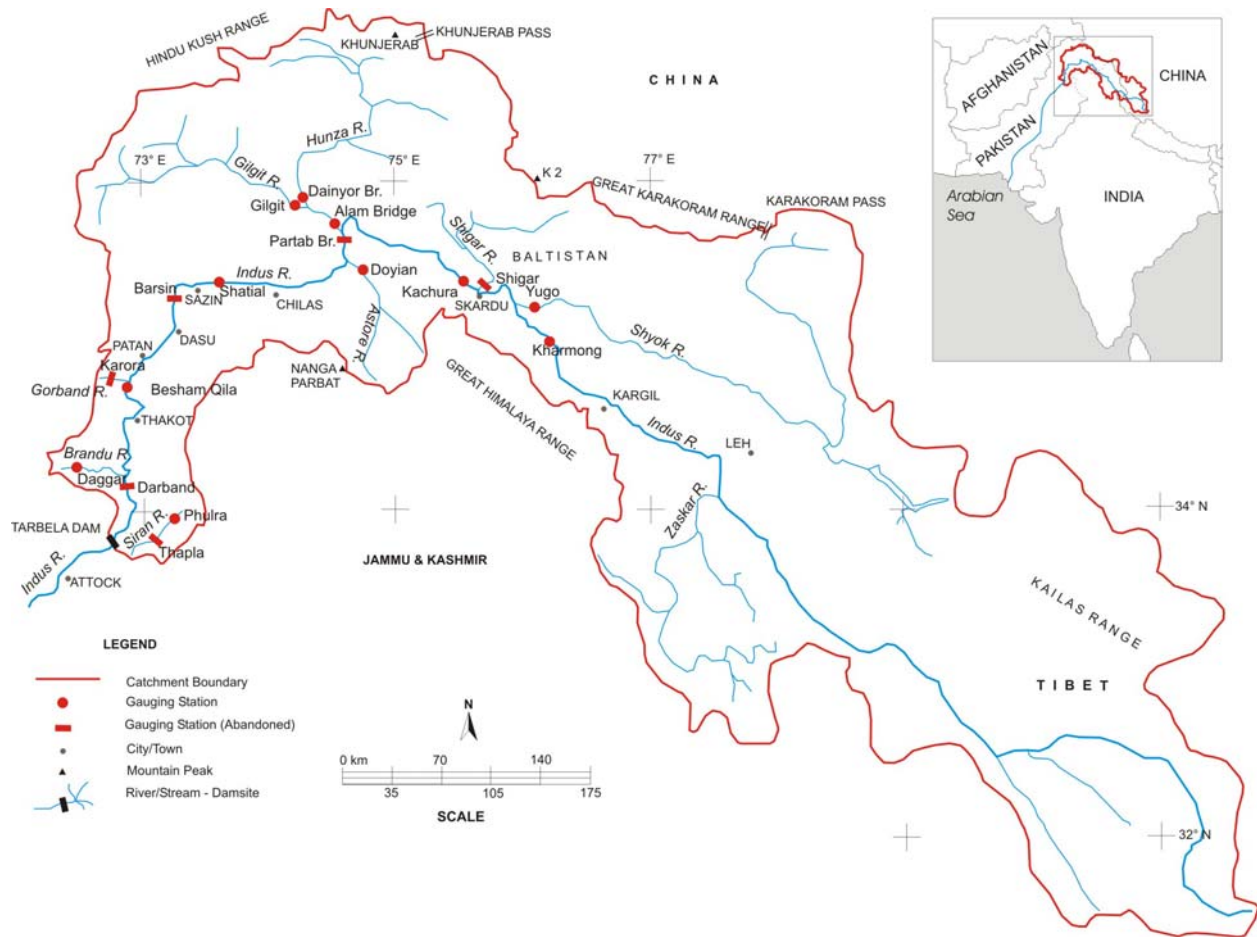 HINDU KUSH RANGE
KHUNJERAB
KHUNJERAB PASS
CHINA
Hunza R.
73° E
75° E
77° E
K 2
Gilgit R.
Dainyor Br.
Gilgit
Alam Bridge
Partab Br.
GREAT KARAKORAM RANGE
KARAKORAM PASS
Shigar R.
BALTISTAN
Indus R.
Doyian
Shigar
Barsin
Shatial
SAZIN
CHILAS
Kachura
SKARDU
Yugo
Astore R.
Shyok R.
DASU
PATAN
Karora
Kharmong
Gorband R.
Besham Qila
NANGA
PARBAT
GREAT HIMALAYA RANGE
KARGIL
THAKOT
Indus R.
LEH
Brandu R.
Daggar
Darband
Zaskar R.
Phulra
TARBELA DAM
Siran R.
Thapla
34° N
Indus R.
ATTOCK
JAMMU & KASHMIR
KAILAS RANGE
TIBET
32° N
LEGEND
Catchment Boundary
Gauging Station
Gauging Station (Abandoned)
City/Town
Mountain Peak
River/Stream - Damsite
N
0 km 70 140
35 105 175
SCALE
AFGHANISTAN
CHINA
PAKISTAN
INDIA
Arabian
Sea